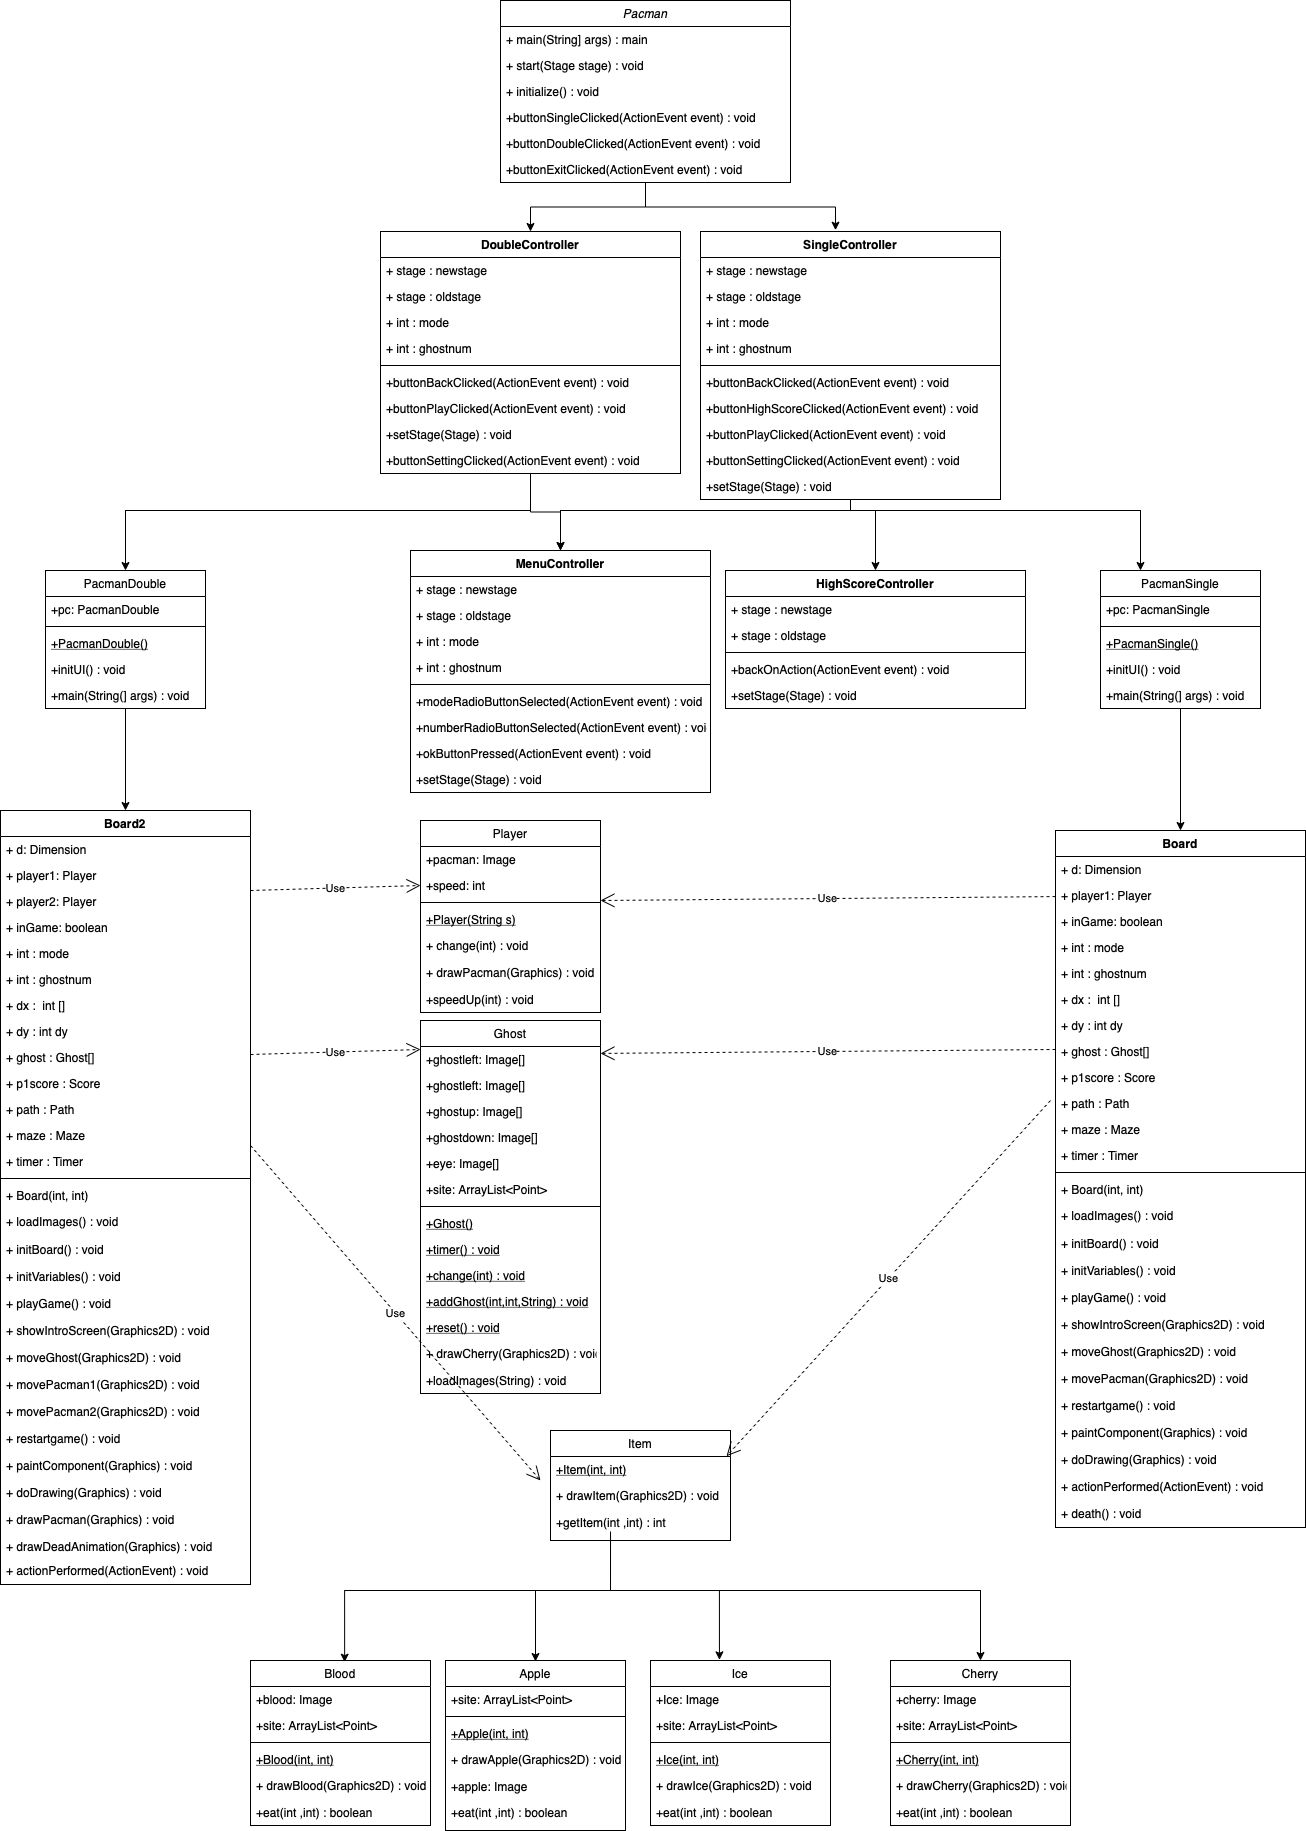 Pacman
+ main(String] args) : main
+ start(Stage stage) : void
+ initialize() : void
+buttonSingleClicked(ActionEvent event) : void
+buttonDoubleClicked(ActionEvent event) : void
+buttonExitClicked(ActionEvent event) : void
DoubleController
+ stage : newstage
+ stage : oldstage
+ int : mode
+ int : ghostnum
+buttonBackClicked(ActionEvent event) : void
+buttonPlayClicked(ActionEvent event) : void
+setStage(Stage) : void
+buttonSettingClicked(ActionEvent event) : void
SingleController
+ stage : newstage
+ stage : oldstage
+ int : mode
+ int : ghostnum
+buttonBackClicked(ActionEvent event) : void
+buttonHighScoreClicked(ActionEvent event) : void
+buttonPlayClicked(ActionEvent event) : void
+buttonSettingClicked(ActionEvent event) : void
+setStage(Stage) : void
PacmanDouble
+pc: PacmanDouble
+PacmanDouble()
+initUI() : void
+main(String[] args) : void
MenuController
+ stage : newstage
+ stage : oldstage
+ int : mode
+ int : ghostnum
+modeRadioButtonSelected(ActionEvent event) : void
+numberRadioButtonSelected(ActionEvent event) : voi
+okButtonPressed(ActionEvent event) : void
+setStage(Stage) : void
HighScoreController
+ stage : newstage
+ stage : oldstage
+backOnAction(ActionEvent event) : void
+setStage(Stage) : void
PacmanSingle
+pc: PacmanSingle
+PacmanSingle()
+initUI() : void
+main(String[] args) : void
Board2
+ d: Dimension
+ player1: Player
+ player2: Player
+ inGame: boolean
+ int : mode
+ int : ghostnum
+ dx :  int []
+ dy : int dy
+ ghost : Ghost[]
+ p1score : Score
+ path : Path
+ maze : Maze
+ timer : Timer
+ Board(int, int)
+ loadImages() : void
+ initBoard() : void
+ initVariables() : void
+ playGame() : void
+ showIntroScreen(Graphics2D) : void
+ moveGhost(Graphics2D) : void
+ movePacman1(Graphics2D) : void
+ movePacman2(Graphics2D) : void
+ restartgame() : void
+ paintComponent(Graphics) : void
+ doDrawing(Graphics) : void
+ drawPacman(Graphics) : void
+ drawDeadAnimation(Graphics) : void
+ actionPerformed(ActionEvent) : void
Use
Use
Use
Player
+pacman: Image
+speed: int
+Player(String s)
+ change(int) : void
+ drawPacman(Graphics) : void
+speedUp(int) : void
Ghost
+ghostleft: Image[]
+ghostleft: Image[]
+ghostup: Image[]
+ghostdown: Image[]
+eye: Image[]
+site: ArrayList<Point>
+Ghost()
+timer() : void
+change(int) : void
+addGhost(int,int,String) : void
+reset() : void
+ drawCherry(Graphics2D) : void
+loadImages(String) : void
Use
Use
Use
Board
+ d: Dimension
+ player1: Player
+ inGame: boolean
+ int : mode
+ int : ghostnum
+ dx :  int []
+ dy : int dy
+ ghost : Ghost[]
+ p1score : Score
+ path : Path
+ maze : Maze
+ timer : Timer
+ Board(int, int)
+ loadImages() : void
+ initBoard() : void
+ initVariables() : void
+ playGame() : void
+ showIntroScreen(Graphics2D) : void
+ moveGhost(Graphics2D) : void
+ movePacman(Graphics2D) : void
+ restartgame() : void
+ paintComponent(Graphics) : void
+ doDrawing(Graphics) : void
+ actionPerformed(ActionEvent) : void
+ death() : void
Item
+Item(int, int)
+ drawItem(Graphics2D) : void
+getItem(int ,int) : int
Blood
+blood: Image
+site: ArrayList<Point>
+Blood(int, int)
+ drawBlood(Graphics2D) : void
+eat(int ,int) : boolean
Apple
+site: ArrayList<Point>
+Apple(int, int)
+ drawApple(Graphics2D) : void
+apple: Image
+eat(int ,int) : boolean
Ice
+Ice: Image
+site: ArrayList<Point>
+Ice(int, int)
+ drawIce(Graphics2D) : void
+eat(int ,int) : boolean
Cherry
+cherry: Image
+site: ArrayList<Point>
+Cherry(int, int)
+ drawCherry(Graphics2D) : void
+eat(int ,int) : boolean